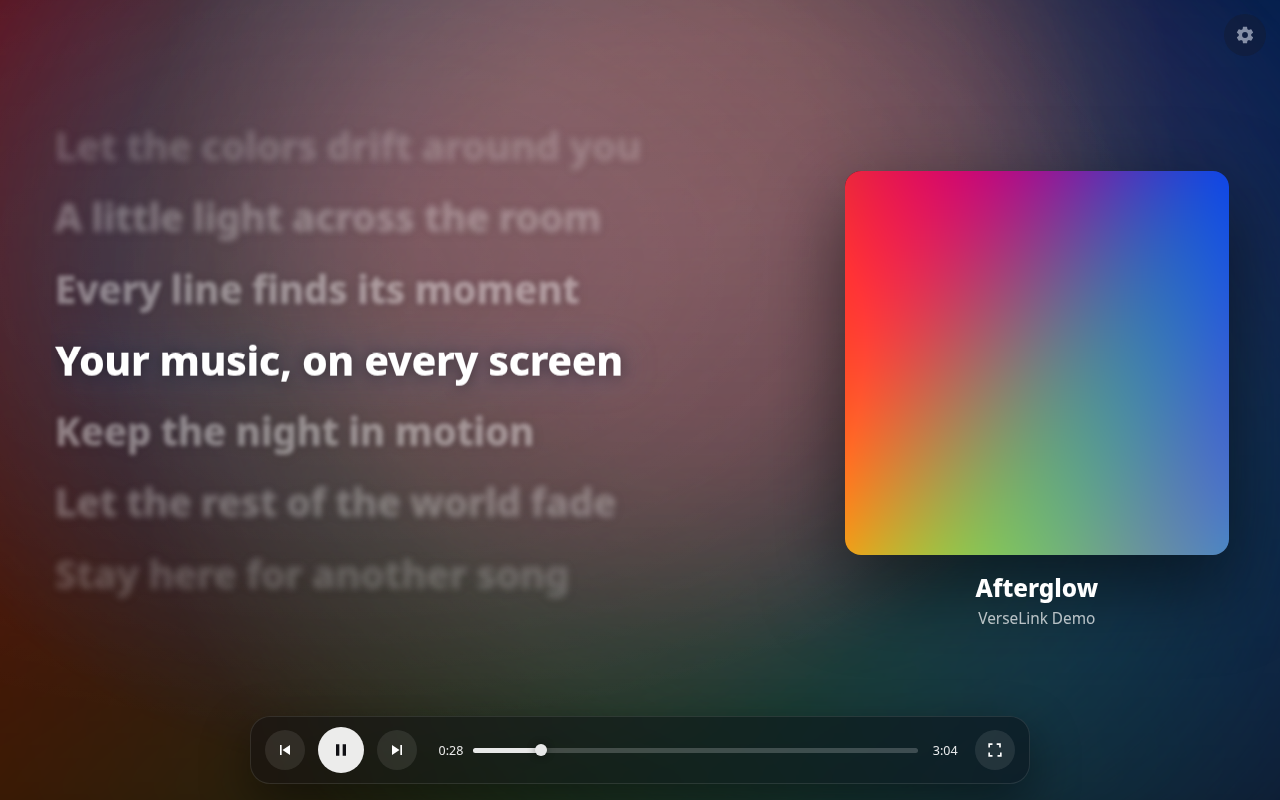 Let the colors drift around you
A little light across the room
Every line finds its moment
Your music, on every screen
Keep the night in motion
Let the rest of the world fade
Stay here for another song
Afterglow
VerseLink Demo
0:28
3:04